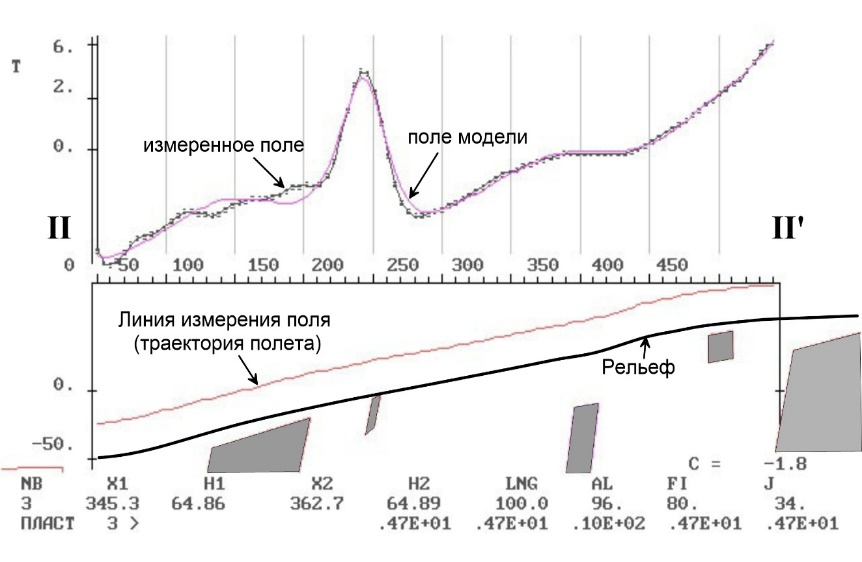 6.
T
2.
измеренное поле
поле модели
0.
II
II'
0 50 100 150 200 250 300 350 400 450
Линия измерения поля
(траектория полета)
Рельеф
0.
-50.
C = -1.8
NB X1 H1 X2 H2 LNG AL FI J
3 345.3 64.86 362.7 64.89 100.0 96. 80. 34.
ПЛАСТ 3 > .47E+01 .47E+01 .10E+02 .47E+01 .47E+01